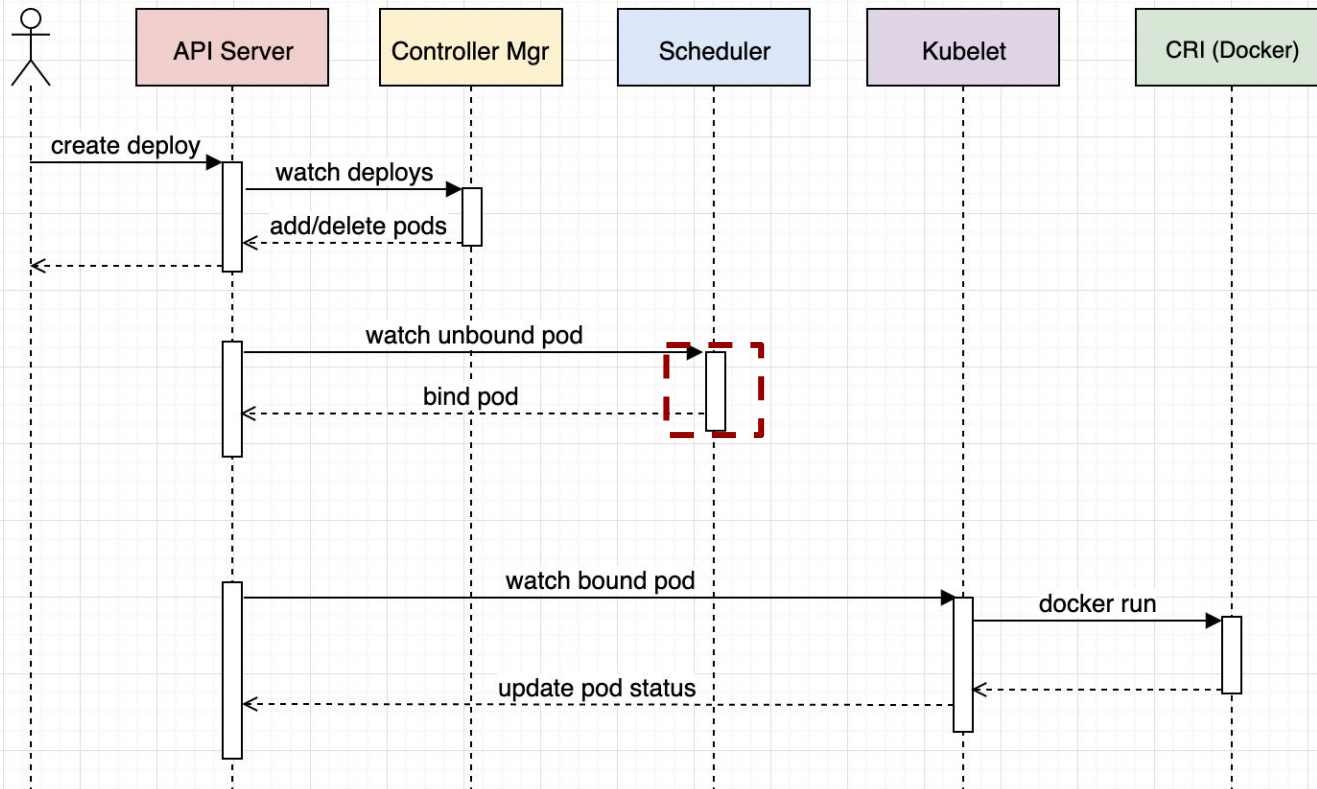 API Server
Controller Mgr
Scheduler
Kubelet
CRI (Docker)
create deploy
watch deploys
add/delete pods
watch unbound pod
bind pod
watch bound pod
docker run
update pod status